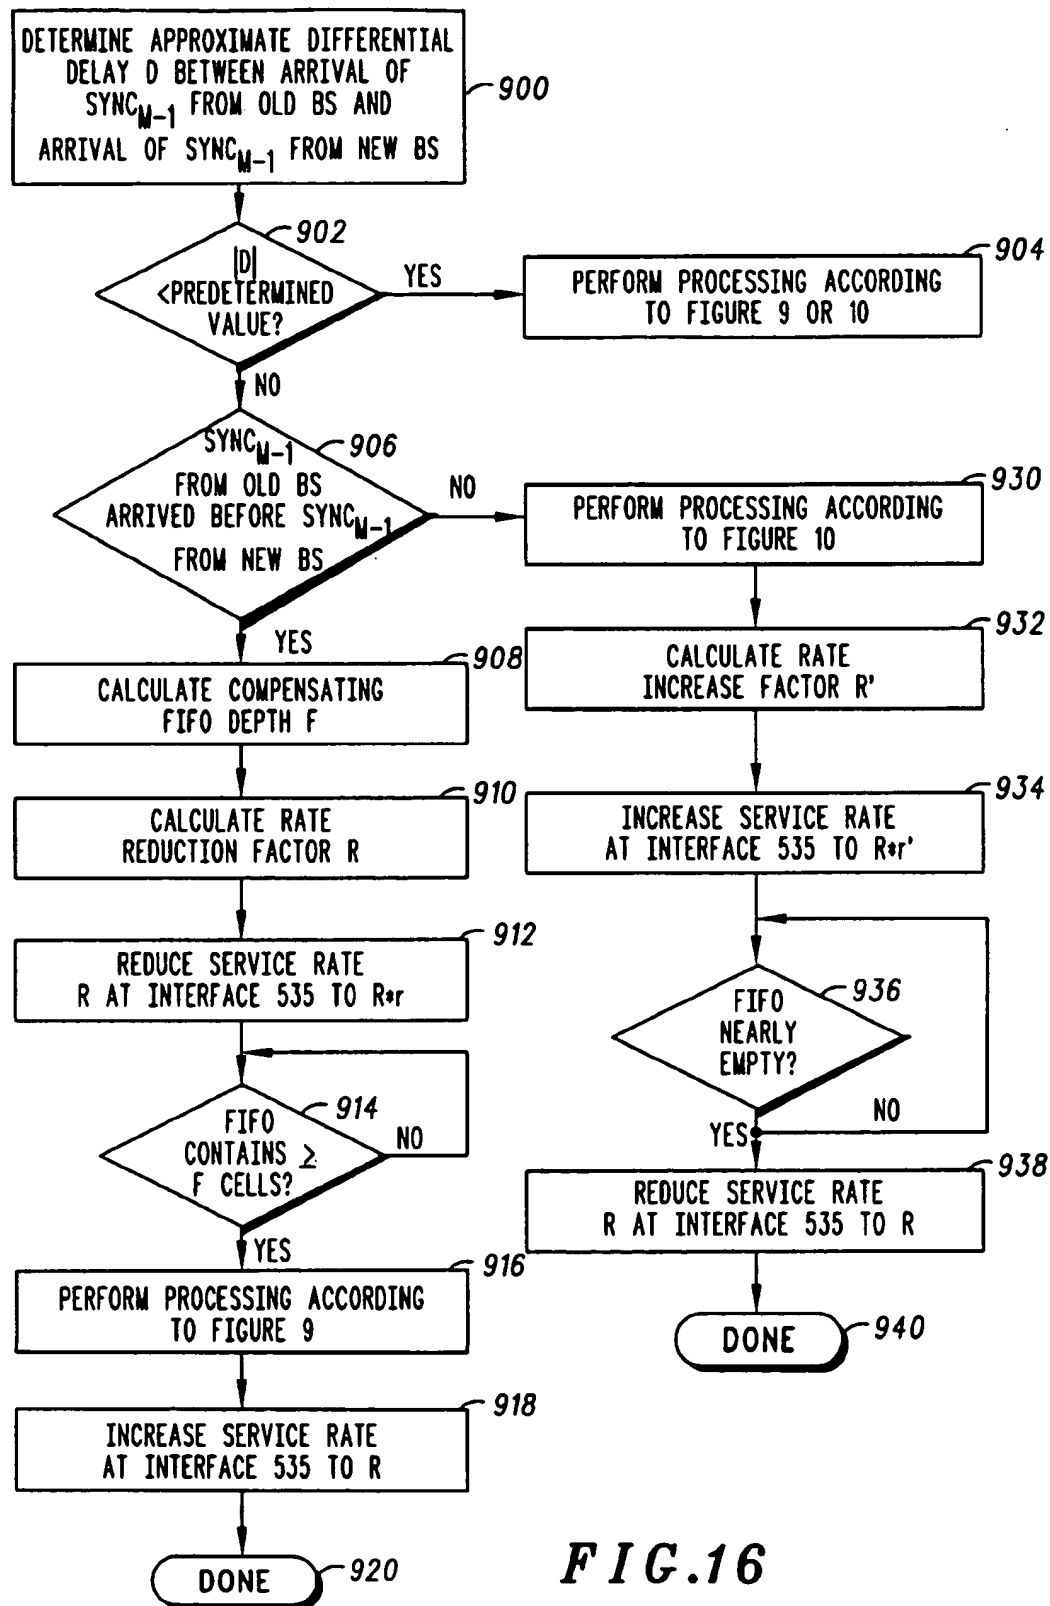 DETERMINE APPROXIMATE DIFFERENTIAL
DELAY D BETWEEN ARRIVAL OF
SYNCM-1 FROM OLD BS AND
ARRIVAL OF SYNCM-1 FROM NEW BS
900
902
|D|
<PREDETERMINED
VALUE?
YES
904
PERFORM PROCESSING ACCORDING
TO FIGURE 9 OR 10
NO
906
SYNCM-1
FROM OLD BS
ARRIVED BEFORE SYNCM-1
FROM NEW BS
NO
930
PERFORM PROCESSING ACCORDING
TO FIGURE 10
YES
908
CALCULATE COMPENSATING
FIFO DEPTH F
932
CALCULATE RATE
INCREASE FACTOR R'
910
CALCULATE RATE
REDUCTION FACTOR R
934
INCREASE SERVICE RATE
AT INTERFACE 535 TO R*r'
912
REDUCE SERVICE RATE
R AT INTERFACE 535 TO R*r
936
FIFO
NEARLY
EMPTY?
NO
YES
914
FIFO
CONTAINS ≥
F CELLS?
NO
YES
938
REDUCE SERVICE RATE
R AT INTERFACE 535 TO R
916
PERFORM PROCESSING ACCORDING
TO FIGURE 9
DONE
940
918
INCREASE SERVICE RATE
AT INTERFACE 535 TO R
DONE
920
FIG.16